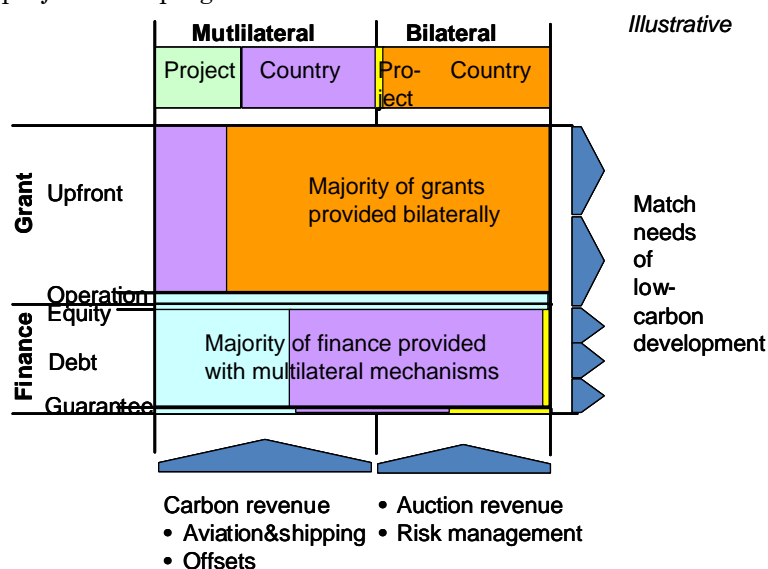 Illustrative
Mutlilateral
Bilateral
Project
Country
Pro-
ject
Country
Grant
Upfront
Majority of grants
provided bilaterally
Operation
Finance
Equity
Debt
Majority of finance provided
with multilateral mechanisms
Guarantee
Match
needs
of
low-
carbon
development
Carbon revenue
• Aviation&shipping
• Offsets
• Auction revenue
• Risk management